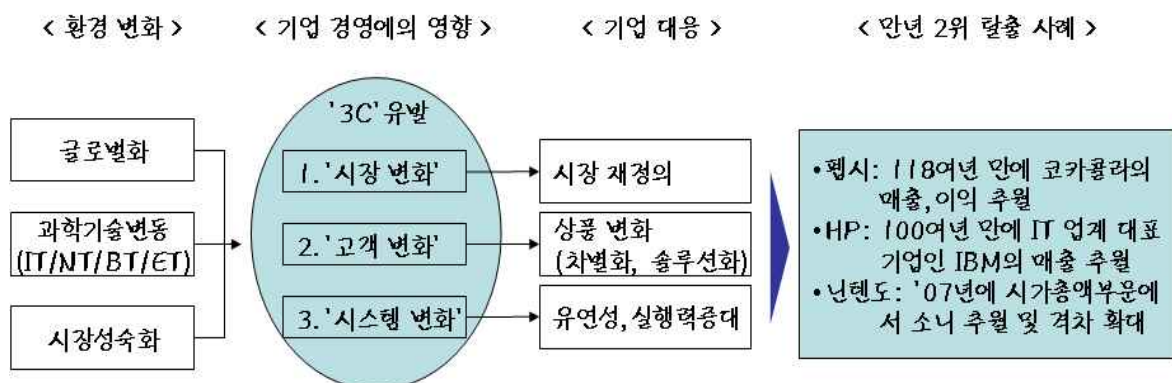 < 환경 변화 >
< 기업 경영에의 영향 >
< 기업 대응 >
< 만년 2위 탈출 사례 >
글로벌화
과학기술변동
(IT/NT/BT/ET)
시장성숙화
'3C' 유발
1. '시장 변화'
2. '고객 변화'
3. '시스템 변화'
시장 재정의
상품 변화
(차별화, 솔루션화)
유연성, 실행력증대
•펩시: 118여년 만에 코카콜라의
매출, 이익 추월
•HP: 100여년 만에 IT 업계 대표
기업인 IBM의 매출 추월
•닌텐도: '07년에 시가총액부문에
서 소니 추월 및 격차 확대